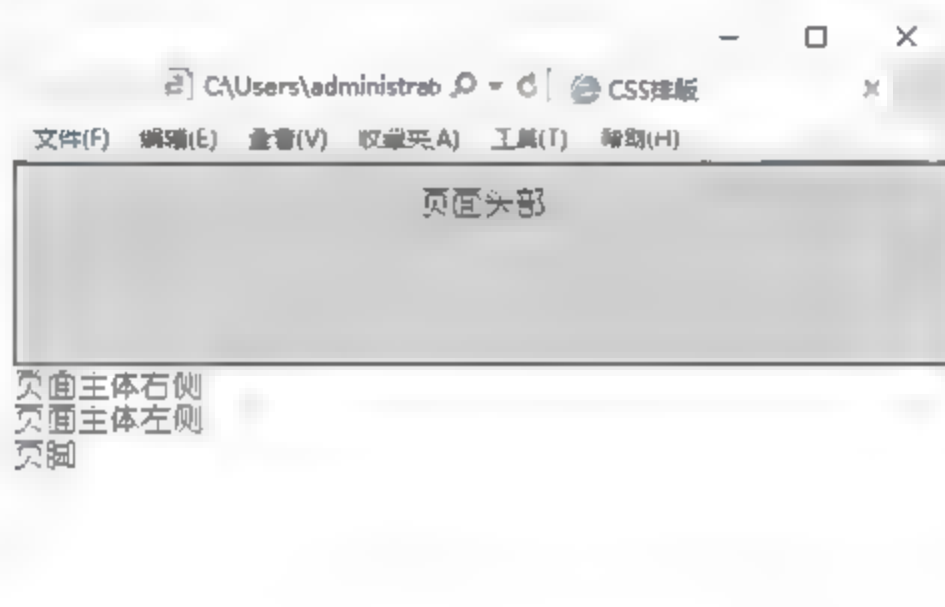 C:\Users\administrat CSS排版
文件(F) 编辑(E) 查看(V) 收藏夹(A) 工具(T) 帮助(H)
页面头部
页面主体右侧
页面主体左侧
页脚